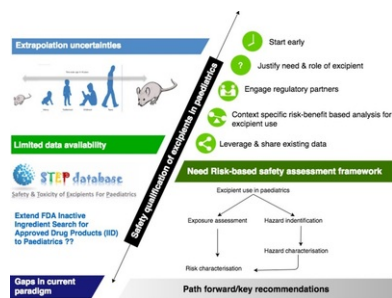 Extrapolation uncertainties
Limited data availability
STEP database
Safety & Toxicity of Excipients For Paediatrics
Extend FDA Inactive
Ingredient Search for
Approved Drug Products (IID)
to Paediatrics ??
Gaps in current
paradigm
Safety qualification of excipients in paediatrics
Start early
?
Justify need & role of excipient
Engage regulatory partners
Context specific risk-benefit based analysis for
excipient use
Leverage & share existing data
Need Risk-based safety assessment framework
Excipient use in paediatrics
Exposure assessment
Hazard indentification
Hazard characterisation
Risk characterisation
Path forward/key recommendations